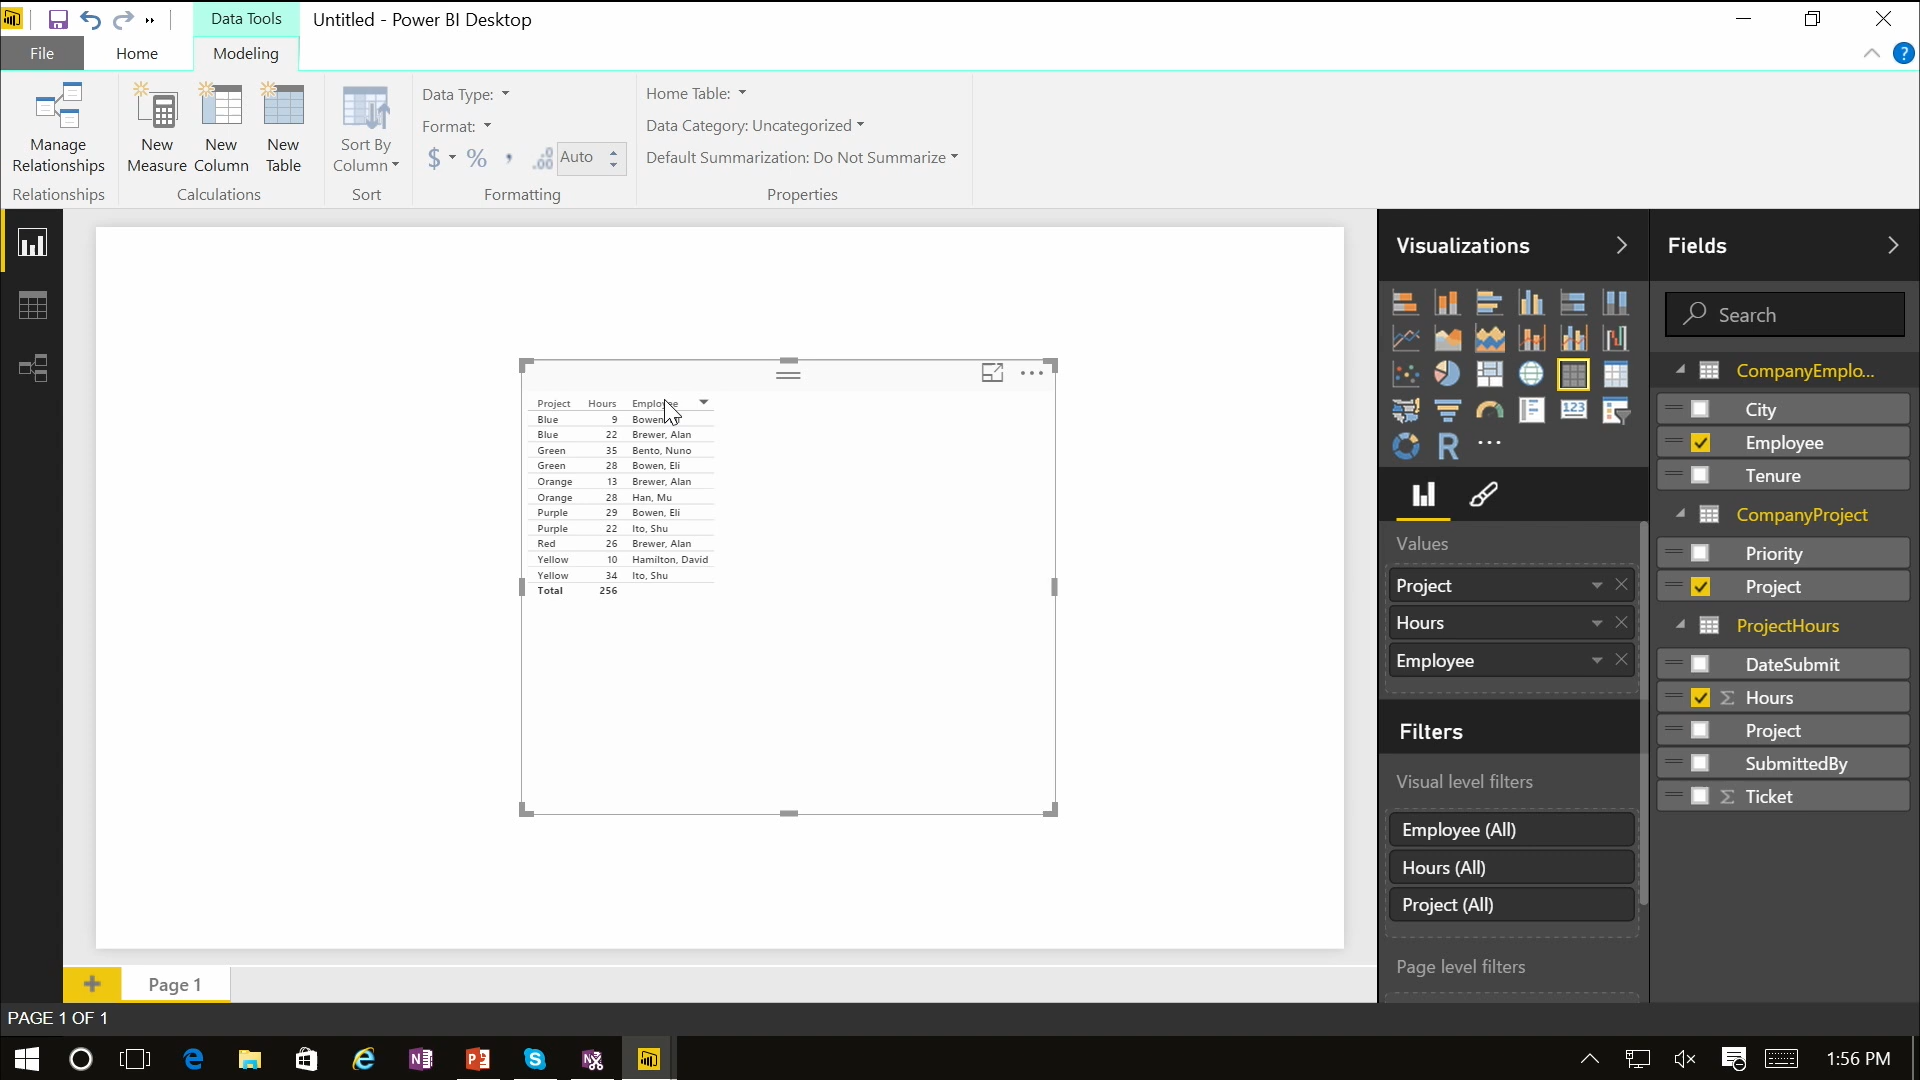 Data Tools
Untitled - Power BI Desktop
File
Home
Modeling
Manage
Relationships
New
Measure
New
Column
New
Table
Sort By
Column
Data Type:
Format:
$ % , .00 Auto
Home Table:
Data Category: Uncategorized
Default Summarization: Do Not Summarize
Relationships
Calculations
Sort
Formatting
Properties
Project Hours Employee
Blue 9 Bowen,
Blue 22 Brewer, Alan
Green 35 Bento, Nuno
Green 28 Bowen, Eli
Orange 13 Brewer, Alan
Orange 28 Han, Mu
Purple 29 Bowen, Eli
Purple 22 Ito, Shu
Red 26 Brewer, Alan
Yellow 10 Hamilton, David
Yellow 34 Ito, Shu
Total 256
Visualizations
123
R
Values
Project
Hours
Employee
Filters
Visual level filters
Employee (All)
Hours (All)
Project (All)
Page level filters
Fields
Search
CompanyEmplo...
City
Employee
Tenure
CompanyProject
Priority
Project
ProjectHours
DateSubmit
Σ Hours
Project
SubmittedBy
Σ Ticket
Page 1
PAGE 1 OF 1
1:56 PM